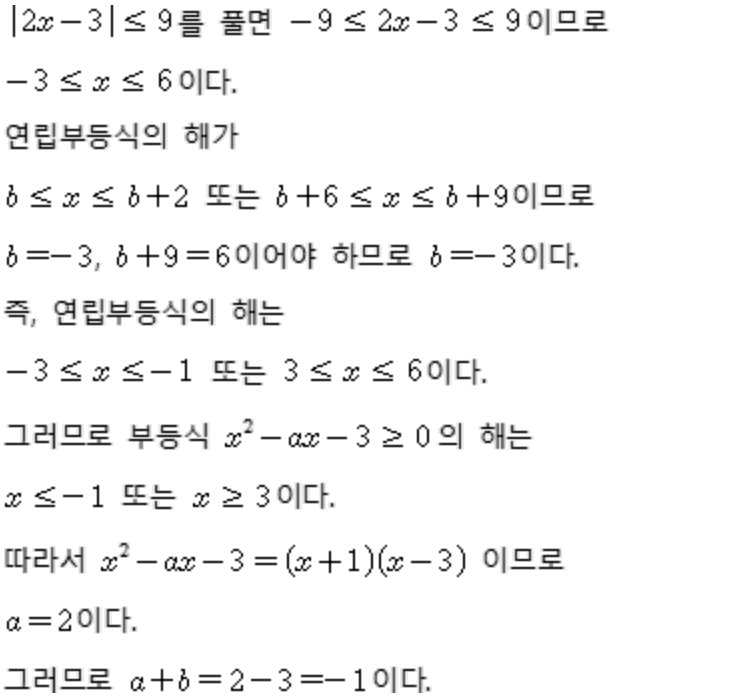 |2x-3| ≤ 9를 풀면 -9 ≤ 2x-3 ≤ 9이므로
-3 ≤ x ≤ 6이다.
연립부등식의 해가
b ≤ x ≤ b+2 또는 b+6 ≤ x ≤ b+9이므로
b=-3, b+9=6이어야 하므로 b=-3이다.
즉, 연립부등식의 해는
-3 ≤ x ≤ -1 또는 3 ≤ x ≤ 6이다.
그러므로 부등식 x²-ax-3 ≥ 0의 해는
x ≤ -1 또는 x ≥ 3이다.
따라서 x²-ax-3=(x+1)(x-3) 이므로
a=2이다.
그러므로 a+b=2-3=-1이다.